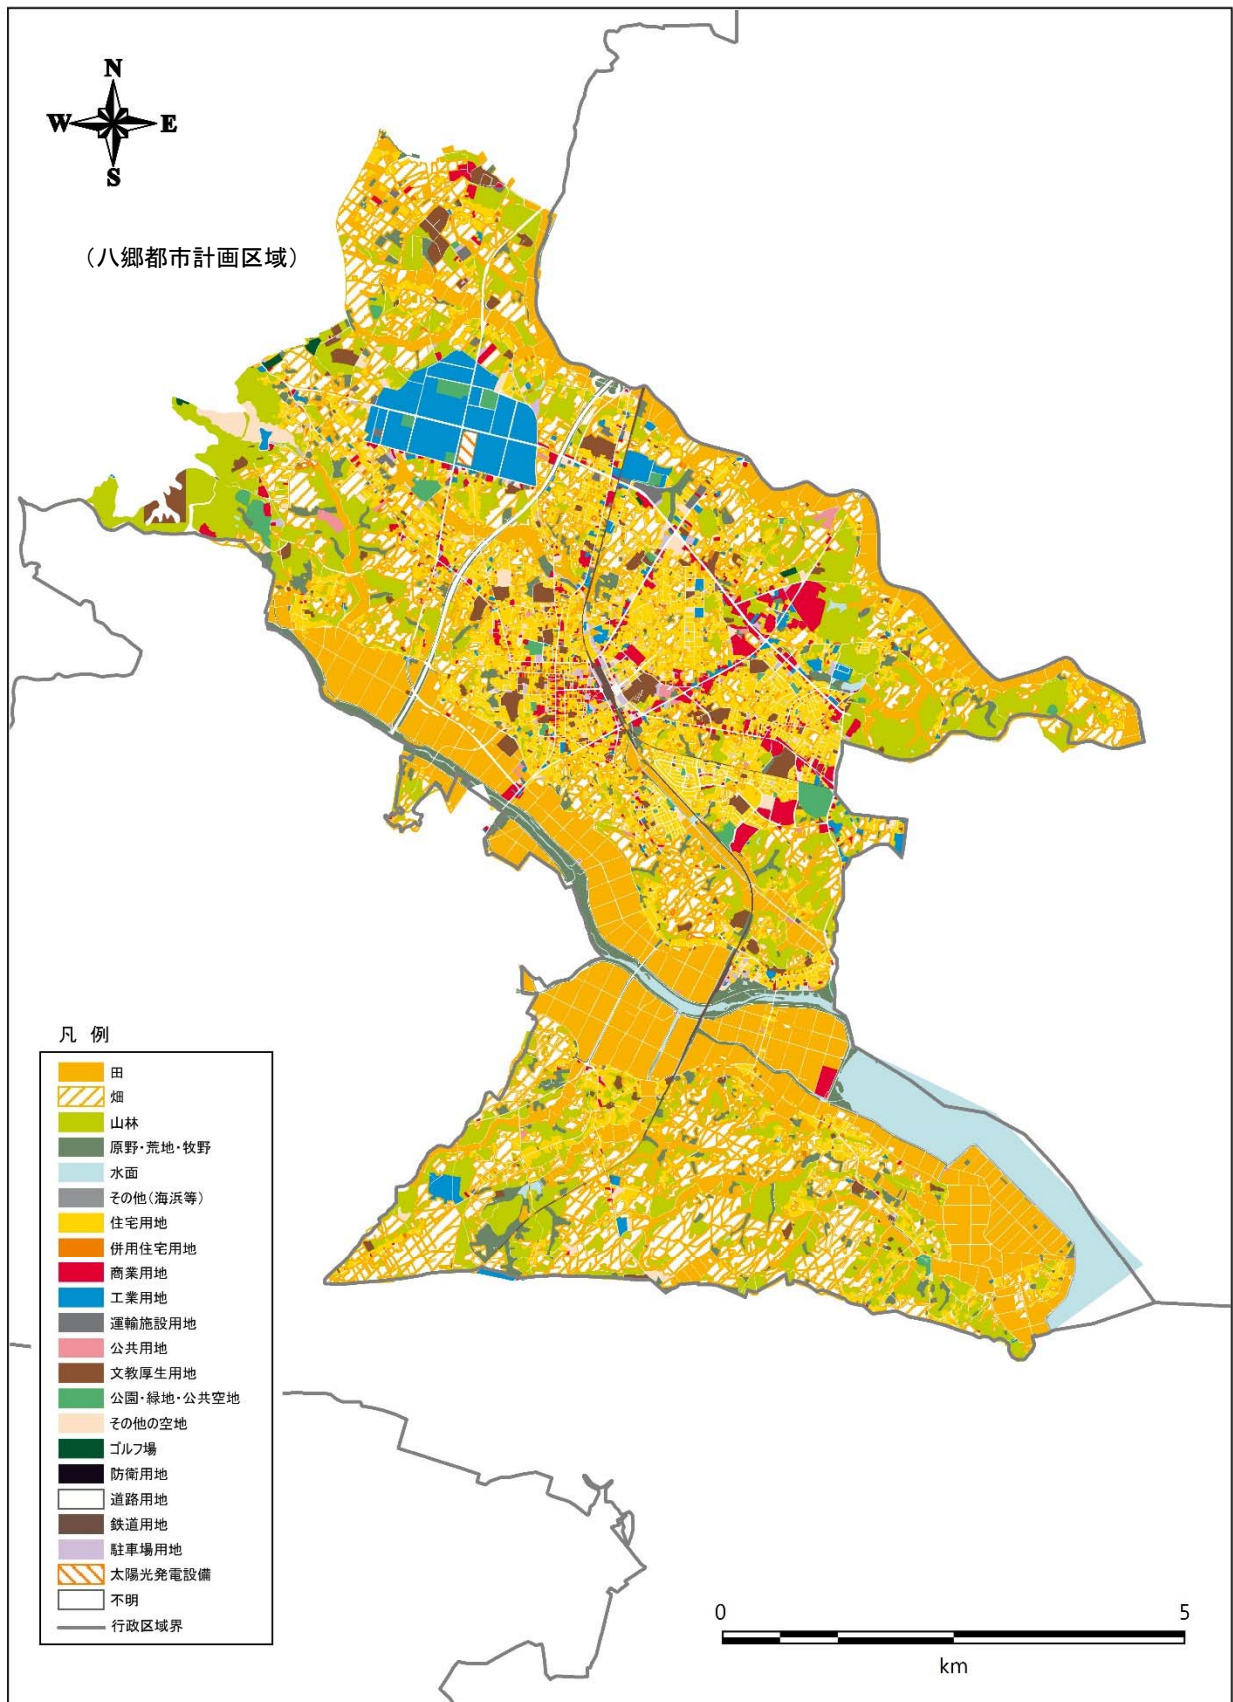 N
W E
S
（八郷都市計画区域）
凡 例
田
畑
山林
原野・荒地・牧野
水面
その他（海浜等）
住宅用地
併用住宅用地
商業用地
工業用地
運輸施設用地
公共用地
文教厚生用地
公園・緑地・公共空地
その他の空地
ゴルフ場
防衛用地
道路用地
鉄道用地
駐車場用地
太陽光発電設備
不明
行政区域界
0 5
km